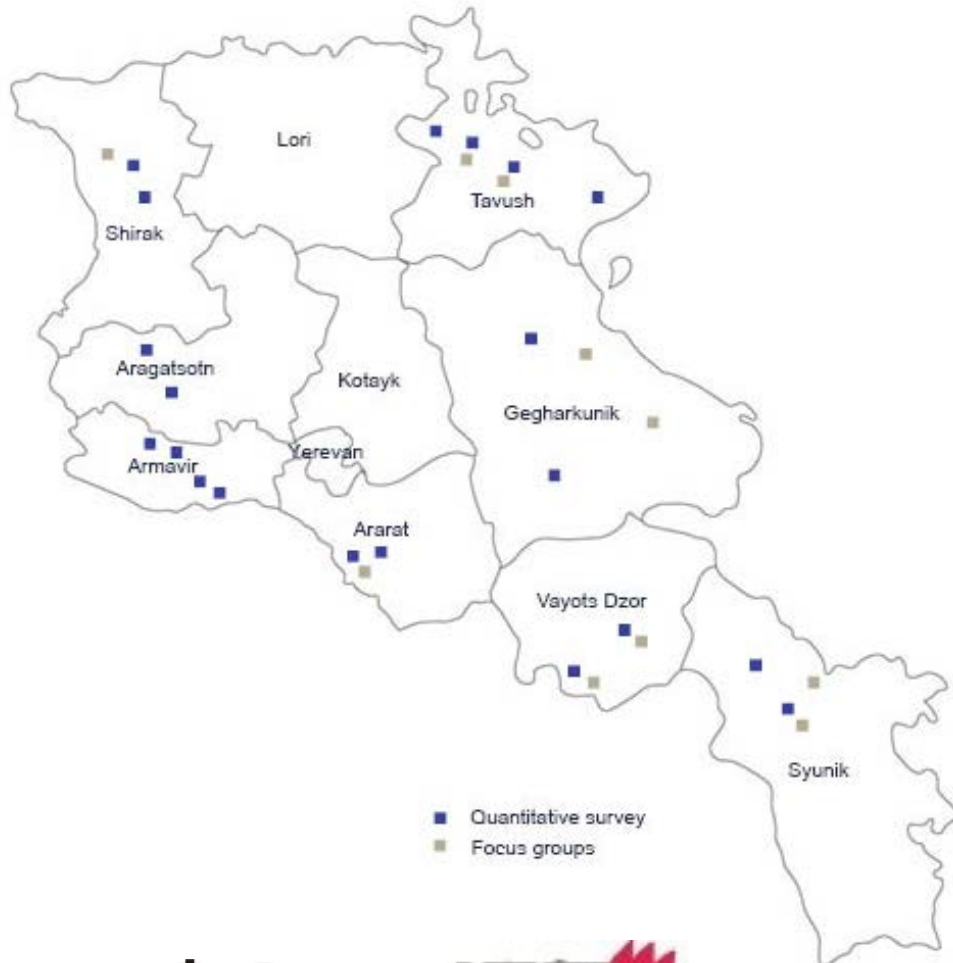 Lori
Tavush
Shirak
Aragatsotn
Kotayk
Gegharkunik
Yerevan
Armavir
Ararat
Vayots Dzor
Syunik
Quantitative survey
Focus groups